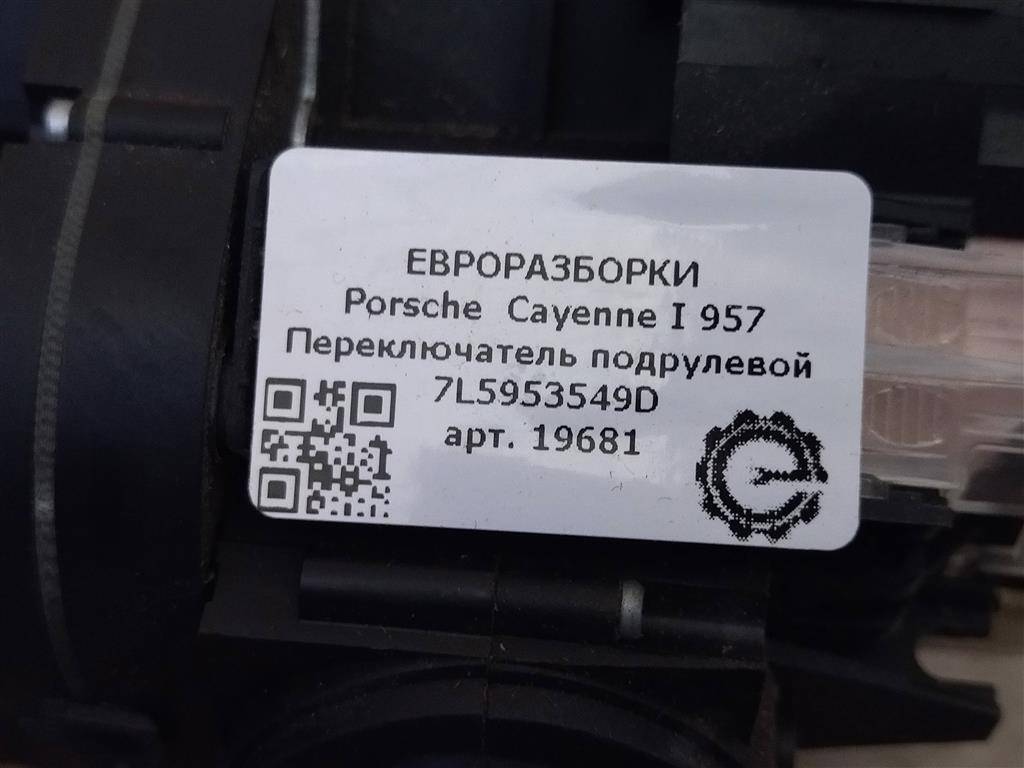 ЕВРОРАЗБОРКИ
Porsche Cayenne I 957
Переключатель подрулевой
7L5953549D
арт. 19681